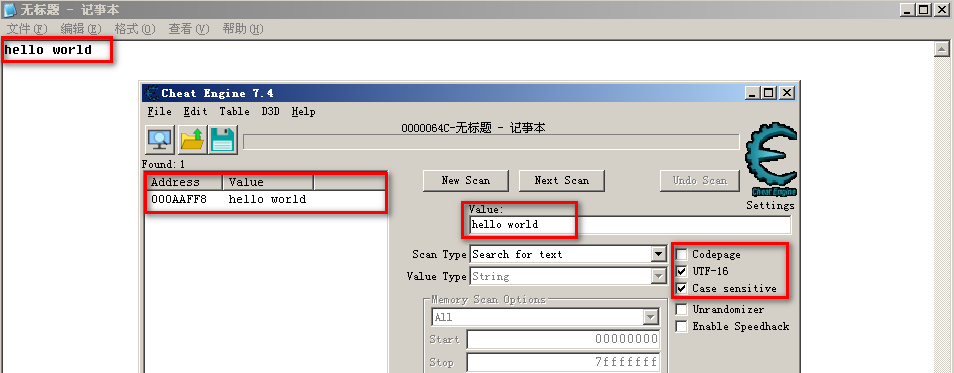 无标题 - 记事本
文件(F) 编辑(E) 格式(O) 查看(V) 帮助(H)
hello world
Cheat Engine 7.4
File Edit Table D3D Help
0000064C-无标题 - 记事本
Found:1
Address Value
000AAFF8 hello world
New Scan Next Scan Undo Scan
Cheat Engine
Settings
Value:
hello world
Scan Type Search for text
Value Type String
Codepage
UTF-16
Case sensitive
Unrandomizer
Enable Speedhack
Memory Scan Options
All
Start 00000000
Stop 7fffffff